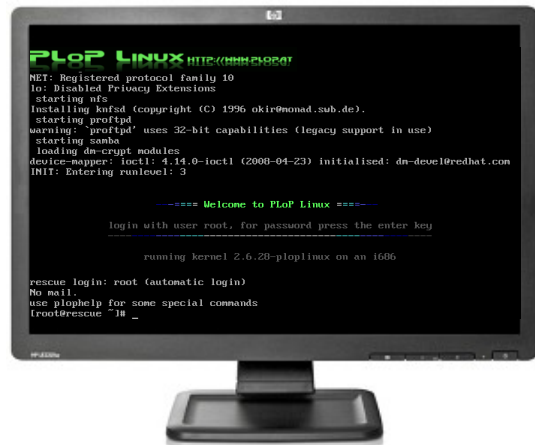 hp
PLoP Linux
NET: Registered protocol family 10
lo: Disabled Privacy Extensions
starting nfs
Installing knfsd (copyright (C) 1996 okir@monad.swb.de).
starting proftpd
warning: `proftpd' uses 32-bit capabilities (legacy support in use)
starting samba
loading dm-crypt modules
device-mapper: ioctl: 4.14.0-ioctl (2008-04-23) initialised: dm-devel@redhat.com
INIT: Entering runlevel: 3
---==== Welcome to PLoP Linux ====---
login with user root, for password press the enter key
running kernel 2.6.28-ploplinux on an i686
rescue login: root (automatic login)
No mail.
use plophelp for some special commands
[root@rescue ~]# _